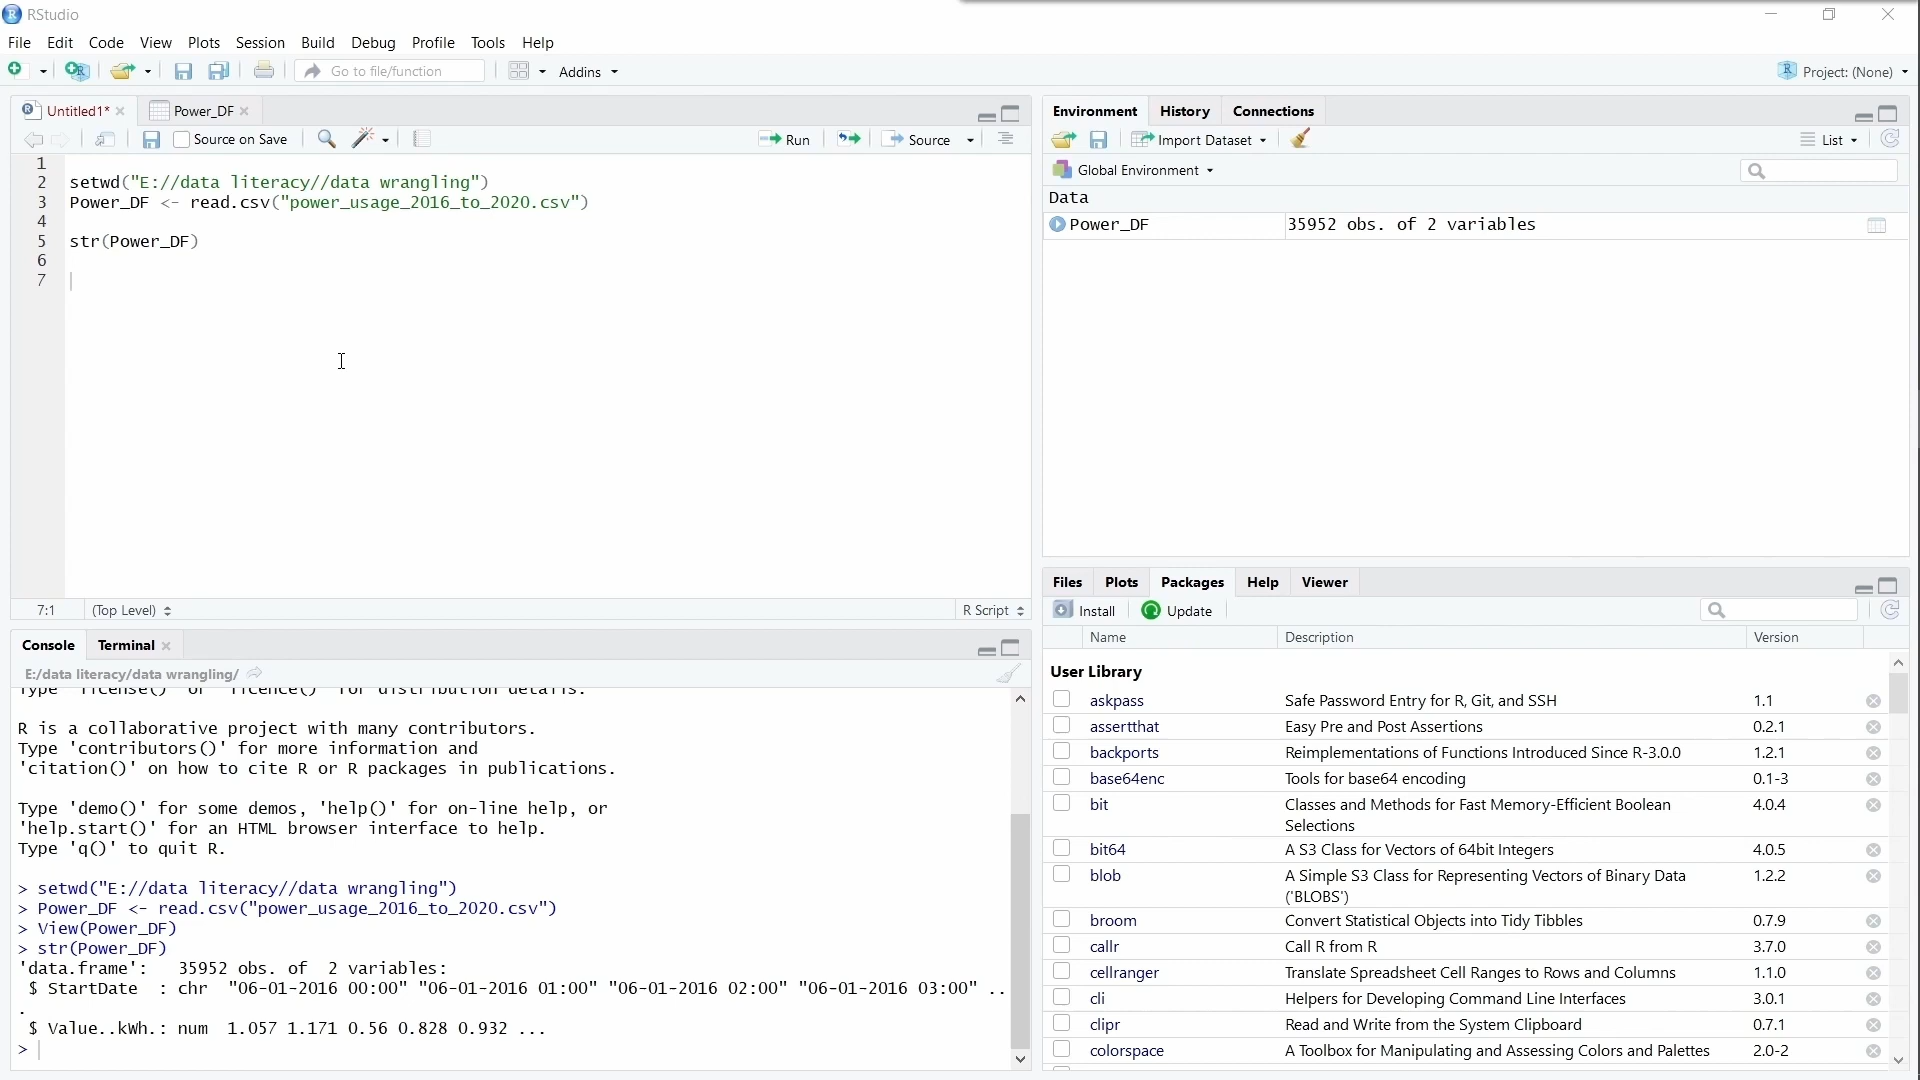 RStudio
File Edit Code View Plots Session Build Debug Profile Tools Help
Go to file/function Addins Project: (None)
Untitled1* Power_DF
Source on Save Run Source
1
2 setwd("E://data literacy//data wrangling")
3 Power_DF <- read.csv("power_usage_2016_to_2020.csv")
4
5 str(Power_DF)
6
7
7:1 (Top Level) R Script
Console Terminal
E:/data literacy/data wrangling/
Type 'license()' or 'licence()' for distribution details.
R is a collaborative project with many contributors.
Type 'contributors()' for more information and
'citation()' on how to cite R or R packages in publications.
Type 'demo()' for some demos, 'help()' for on-line help, or
'help.start()' for an HTML browser interface to help.
Type 'q()' to quit R.
> setwd("E://data literacy//data wrangling")
> Power_DF <- read.csv("power_usage_2016_to_2020.csv")
> View(Power_DF)
> str(Power_DF)
'data.frame': 35952 obs. of 2 variables:
$ StartDate : chr "06-01-2016 00:00" "06-01-2016 01:00" "06-01-2016 02:00" "06-01-2016 03:00" ..
.
$ Value..kWh.: num 1.057 1.171 0.56 0.828 0.932 ...
>
Environment History Connections
Import Dataset List
Global Environment
Data
Power_DF 35952 obs. of 2 variables
Files Plots Packages Help Viewer
Install Update
Name Description Version
User Library
askpass Safe Password Entry for R, Git, and SSH 1.1
assertthat Easy Pre and Post Assertions 0.2.1
backports Reimplementations of Functions Introduced Since R-3.0.0 1.2.1
base64enc Tools for base64 encoding 0.1-3
bit Classes and Methods for Fast Memory-Efficient Boolean 4.0.4
Selections
bit64 A S3 Class for Vectors of 64bit Integers 4.0.5
blob A Simple S3 Class for Representing Vectors of Binary Data 1.2.2
('BLOBS')
broom Convert Statistical Objects into Tidy Tibbles 0.7.9
callr Call R from R 3.7.0
cellranger Translate Spreadsheet Cell Ranges to Rows and Columns 1.1.0
cli Helpers for Developing Command Line Interfaces 3.0.1
clipr Read and Write from the System Clipboard 0.7.1
colorspace A Toolbox for Manipulating and Assessing Colors and Palettes 2.0-2